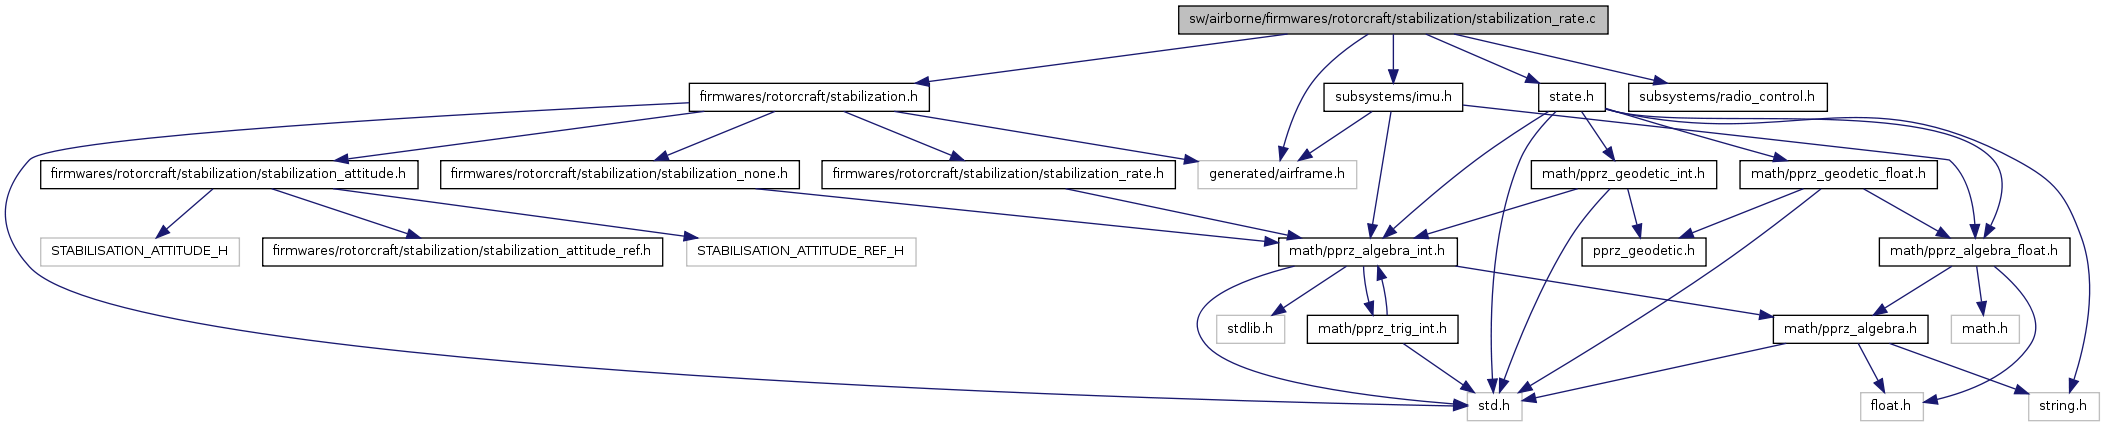 sw/airborne/firmwares/rotorcraft/stabilization/stabilization_rate.c
firmwares/rotorcraft/stabilization.h
subsystems/imu.h
state.h
subsystems/radio_control.h
firmwares/rotorcraft/stabilization/stabilization_attitude.h
firmwares/rotorcraft/stabilization/stabilization_none.h
firmwares/rotorcraft/stabilization/stabilization_rate.h
generated/airframe.h
math/pprz_geodetic_int.h
math/pprz_geodetic_float.h
STABILISATION_ATTITUDE_H
firmwares/rotorcraft/stabilization/stabilization_attitude_ref.h
STABILISATION_ATTITUDE_REF_H
math/pprz_algebra_int.h
pprz_geodetic.h
math/pprz_algebra_float.h
stdlib.h
math/pprz_trig_int.h
math/pprz_algebra.h
math.h
std.h
float.h
string.h